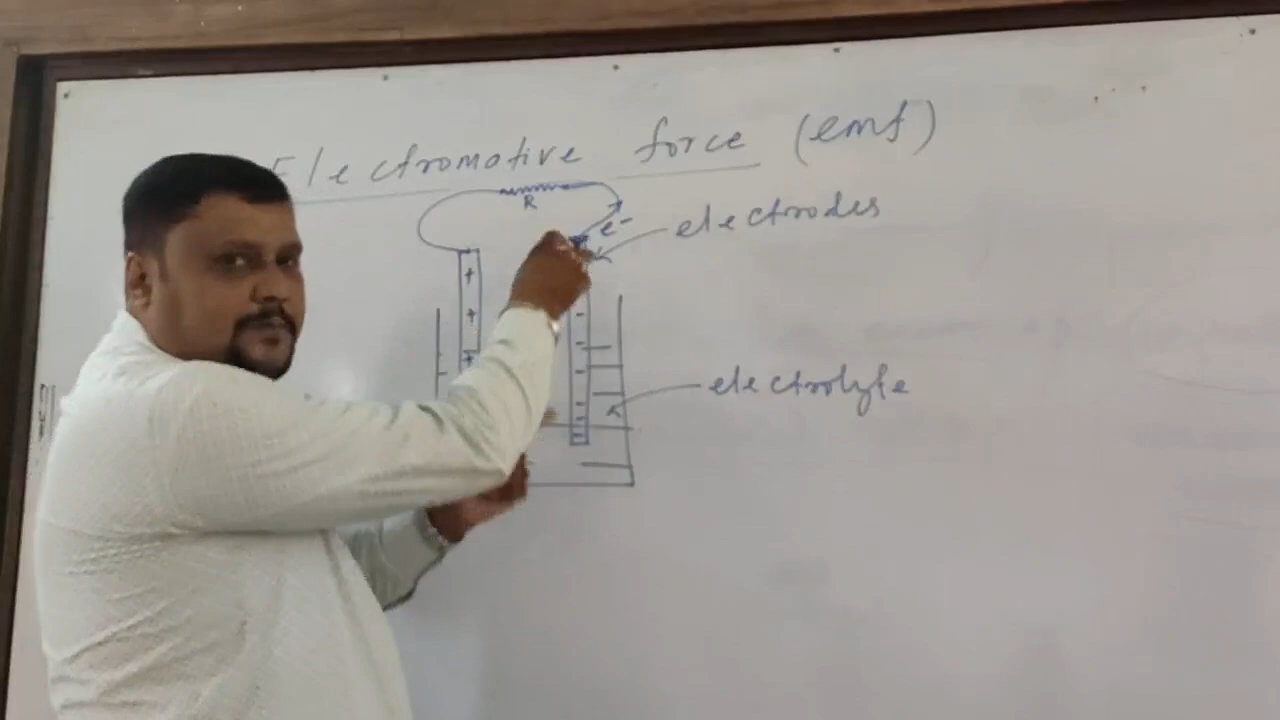 Electromotive force (emf)
R
e-
electrodes
+
+
+
-
-
-
-
electrolyte